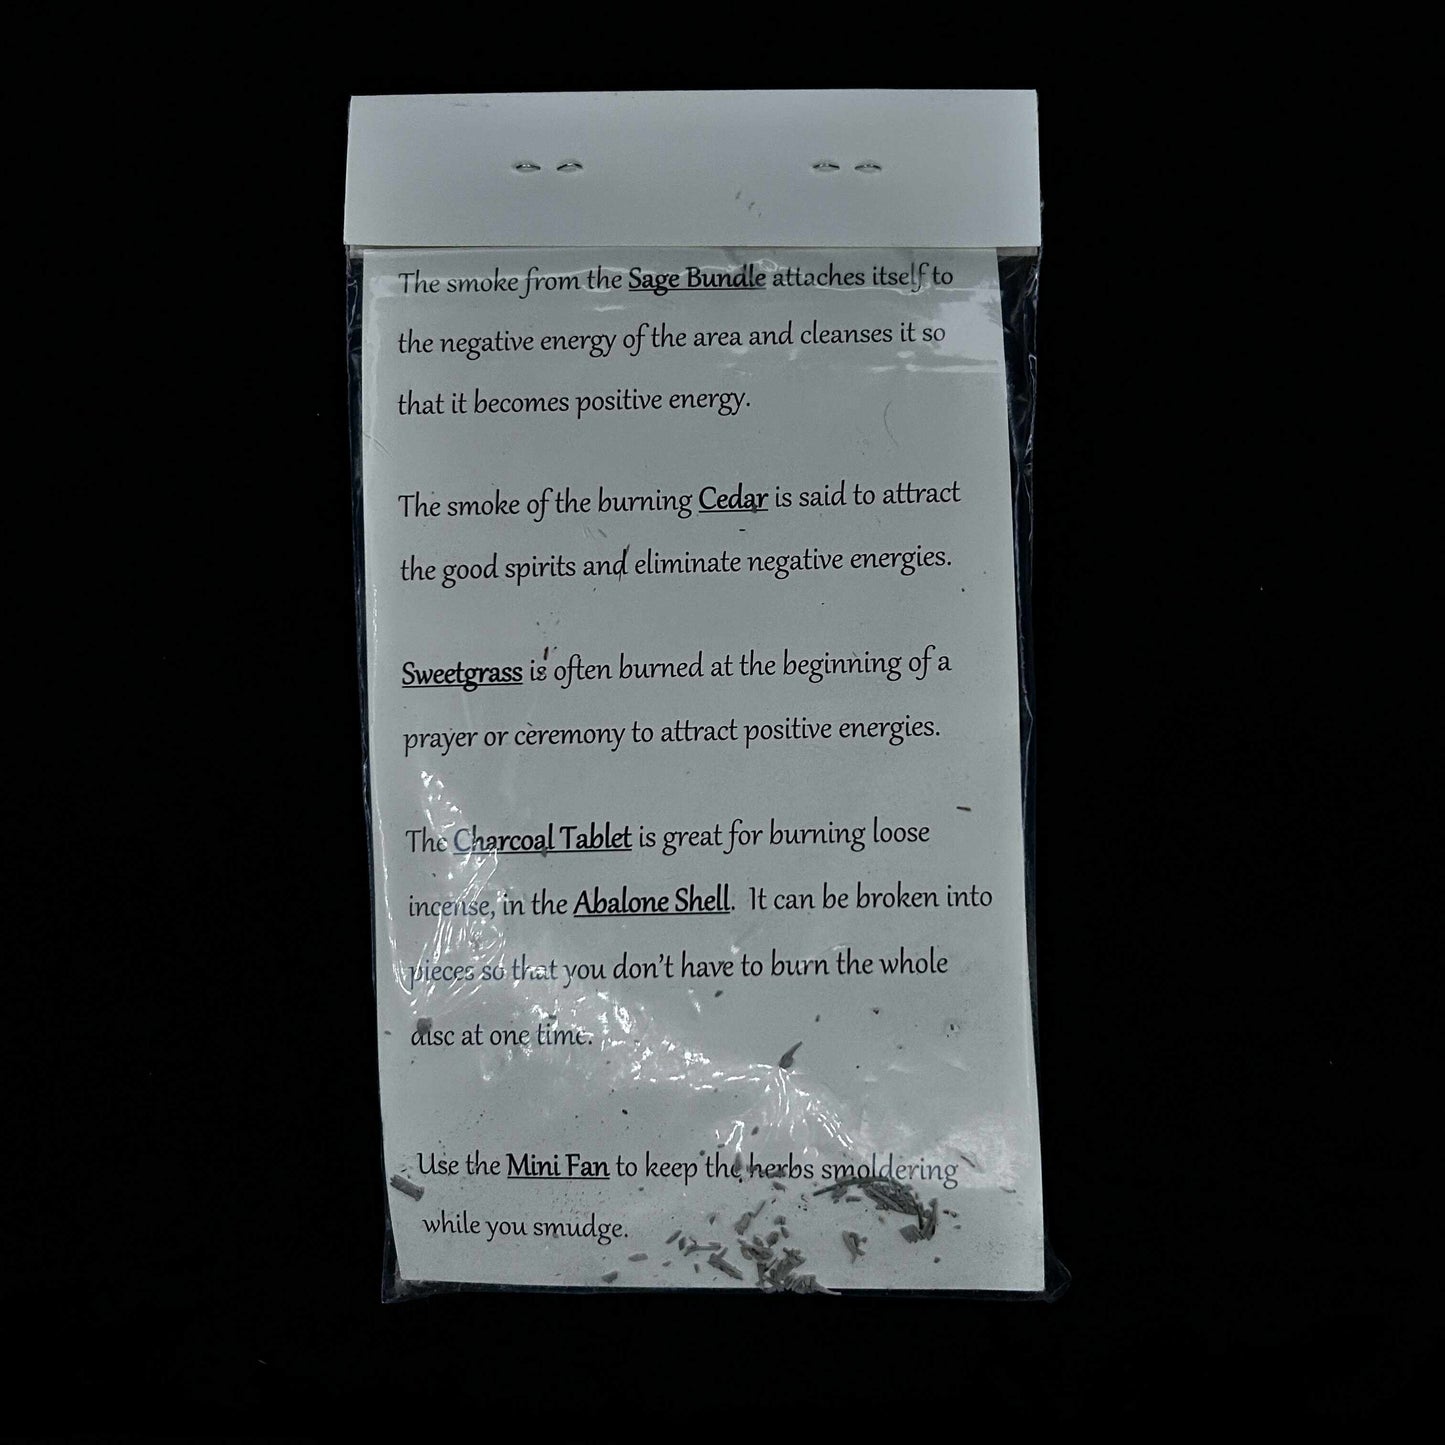 The smoke from the Sage Bundle attaches itself to
the negative energy of the area and cleanses it so
that it becomes positive energy.
The smoke of the burning Cedar is said to attract
the good spirits and eliminate negative energies.
Sweetgrass is often burned at the beginning of a
prayer or ceremony to attract positive energies.
The Charcoal Tablet is great for burning loose
incense, in the Abalone Shell. It can be broken into
pieces so that you don't have to burn the whole
disc at one time.
Use the Mini Fan to keep the herbs smoldering
while you smudge.